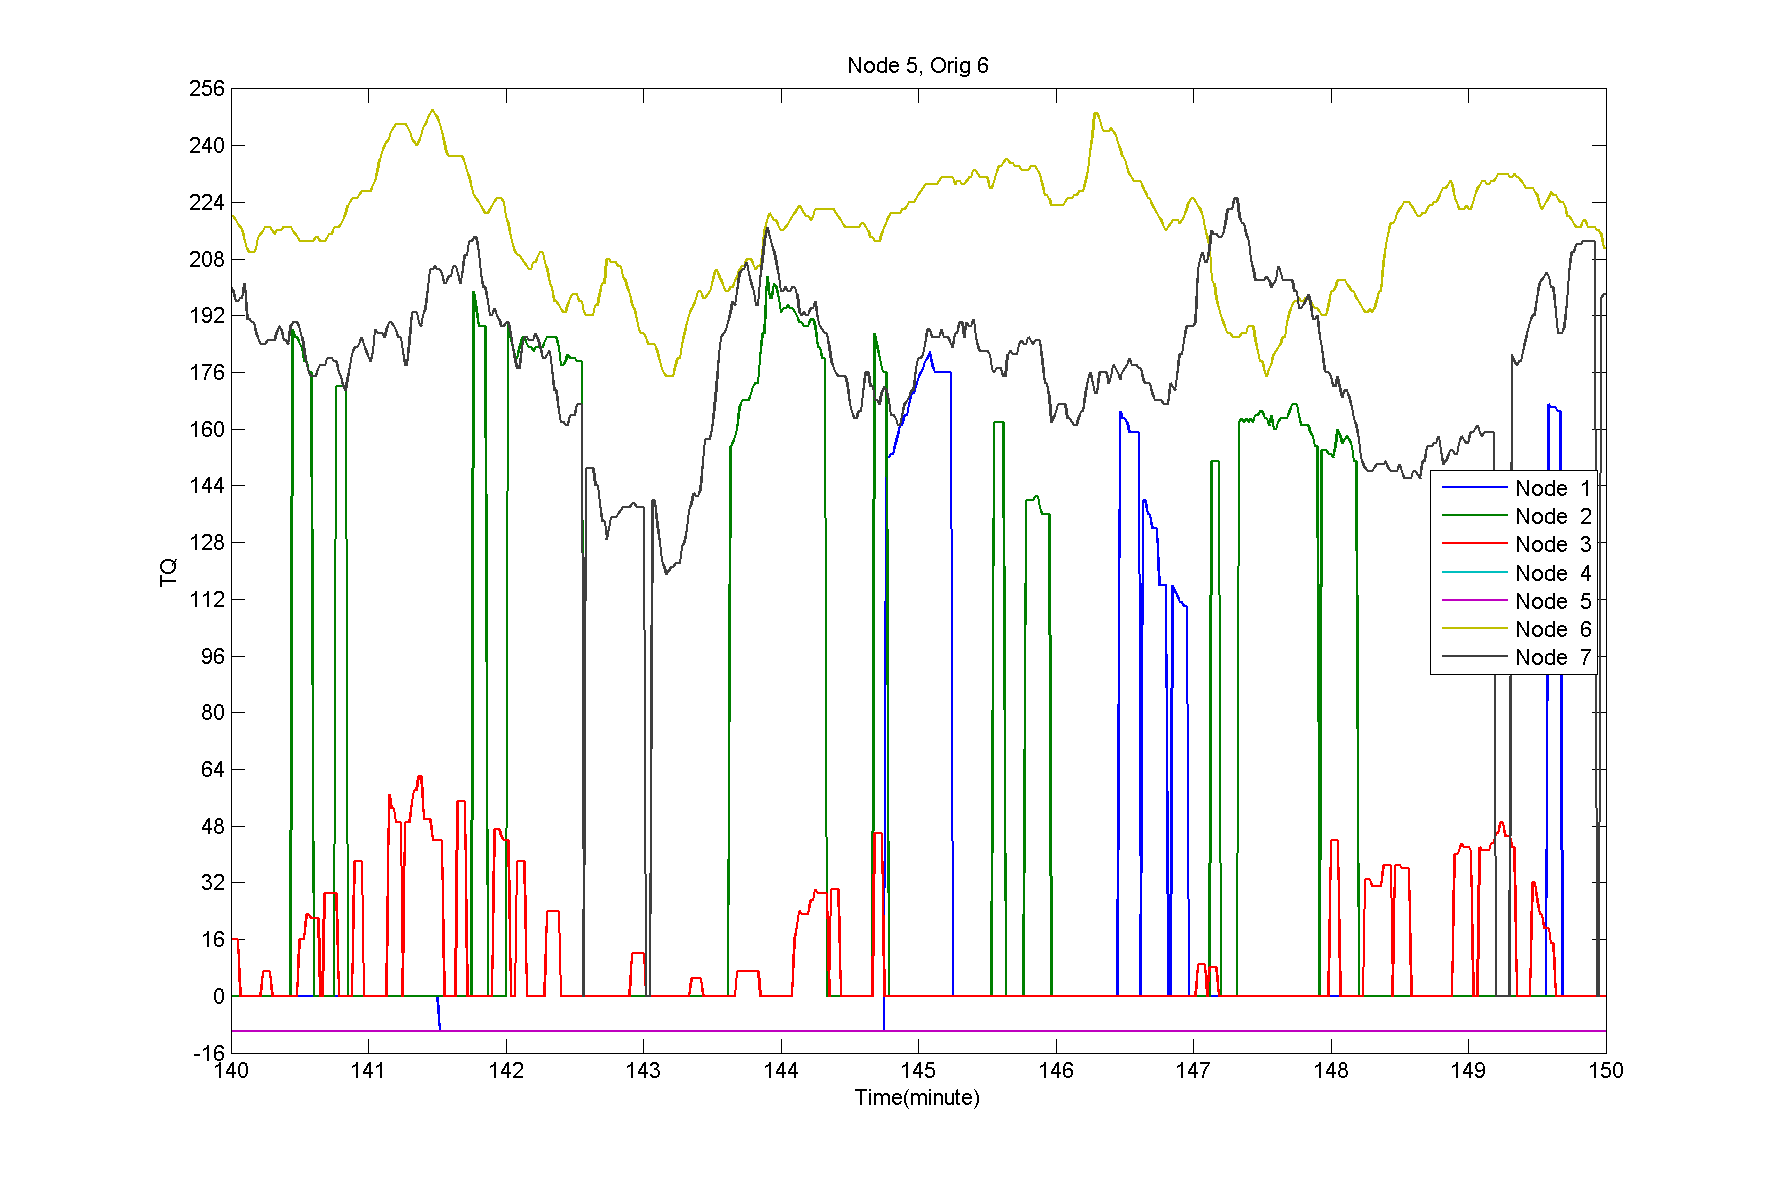 Node 5, Orig 6
256
240
224
208
192
176
160
144
128
112
96
80
64
48
32
16
0
-16
TQ
Node 1
Node 2
Node 3
Node 4
Node 5
Node 6
Node 7
140 141 142 143 144 145 146 147 148 149 150
Time(minute)